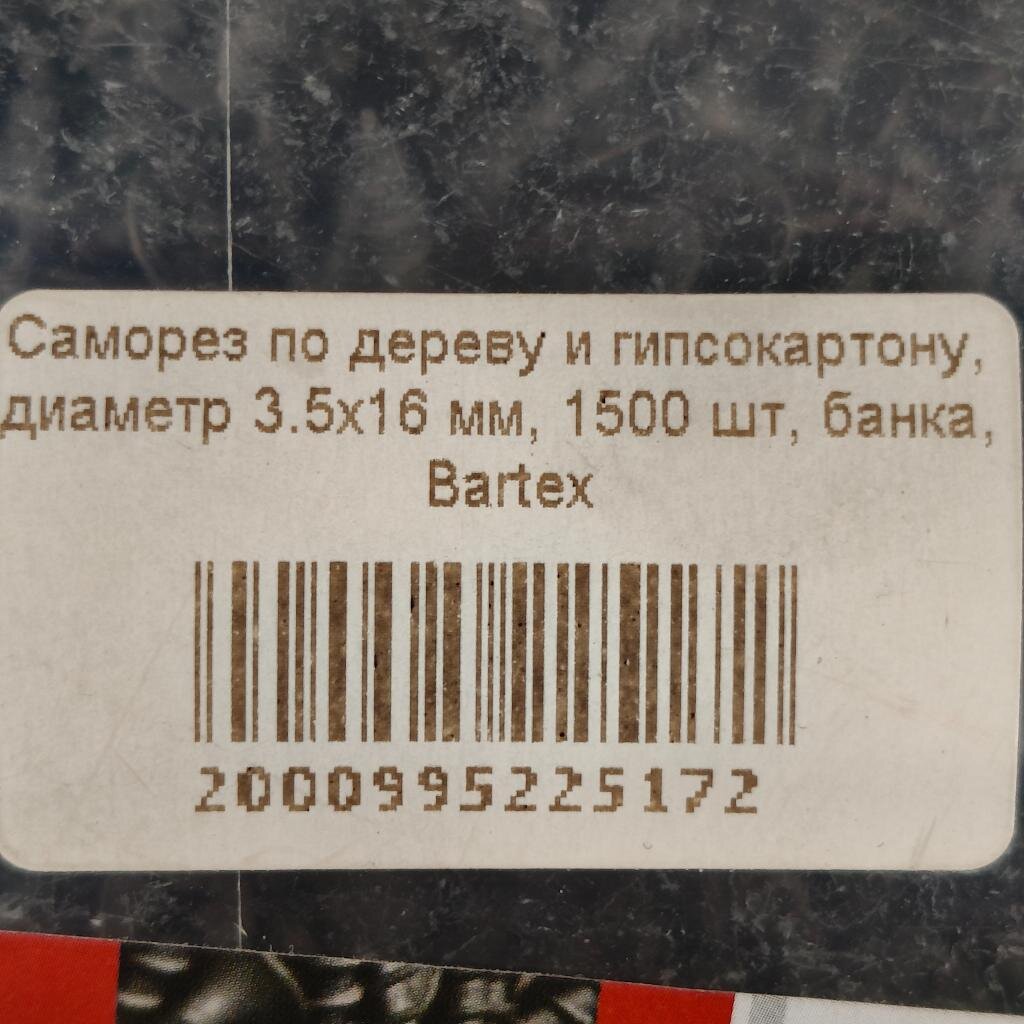 Саморез по дереву и гипсокартону,
диаметр 3.5х16 мм, 1500 шт, банка,
Bartex
2000995225172